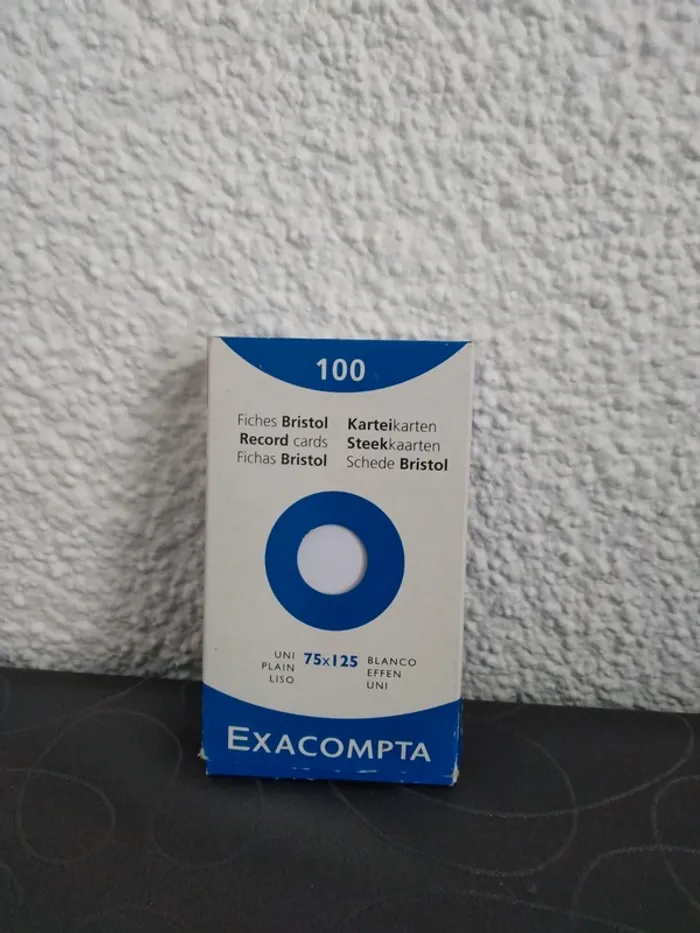 100
Fiches Bristol
Record cards
Fichas Bristol
Karteikarten
Steekkaarten
Schede Bristol
UNI
PLAIN
LISO
75x125
BLANCO
EFFEN
UNI
EXACOMPTA